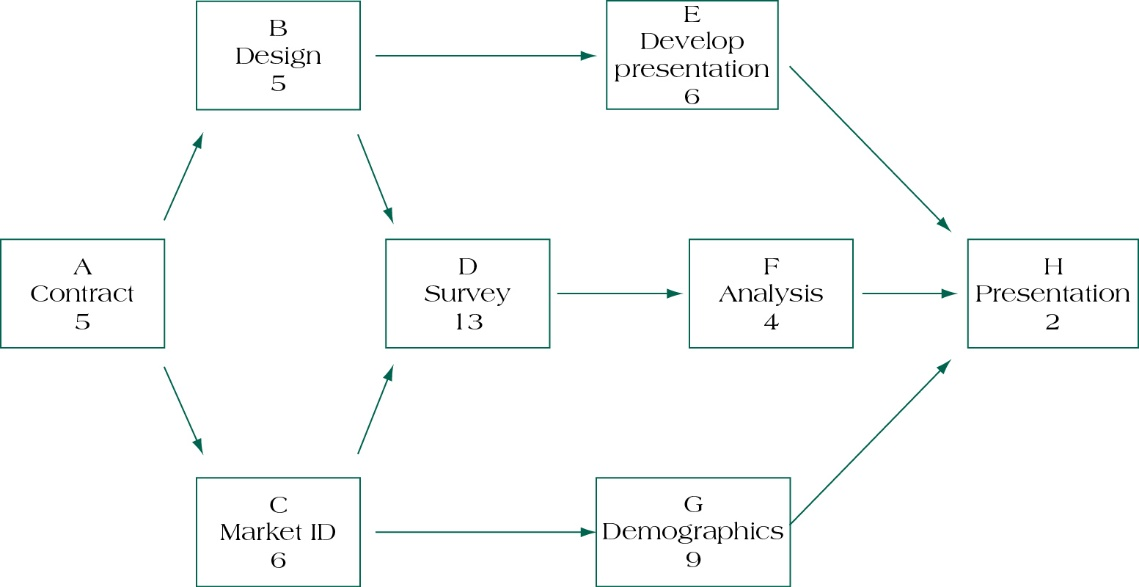 B
Design
5
E
Develop
presentation
6
A
Contract
5
D
Survey
13
F
Analysis
4
H
Presentation
2
C
Market ID
6
G
Demographics
9